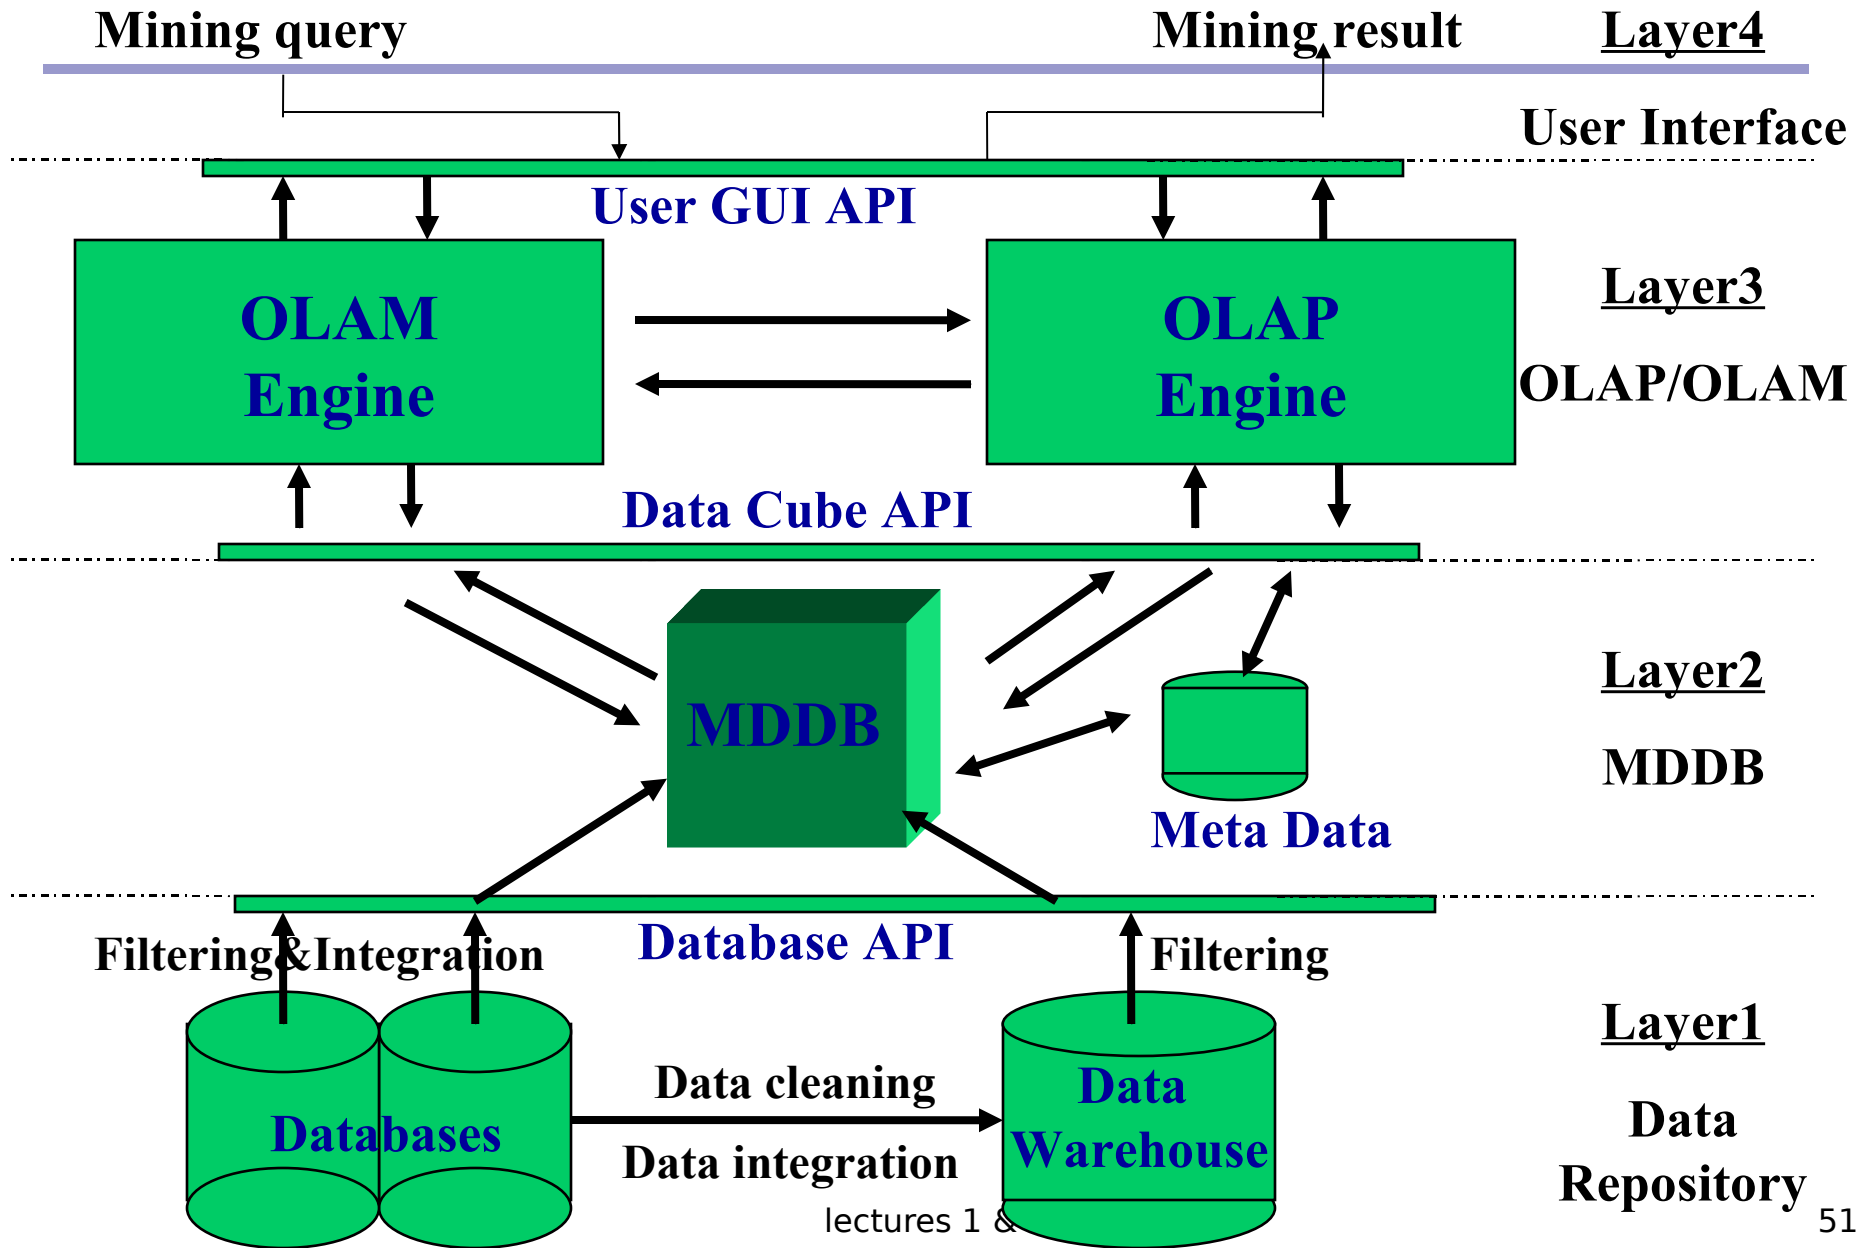 Mining query
Mining result
Layer4
User Interface
User GUI API
OLAM
Engine
OLAP
Engine
Layer3
OLAP/OLAM
Data Cube API
MDDB
Layer2
MDDB
Meta Data
Filtering&Integration
Database API
Filtering
Layer1
Databases
Data cleaning
Data integration
Data
Warehouse
Data
Repository
lectures 1 &
51